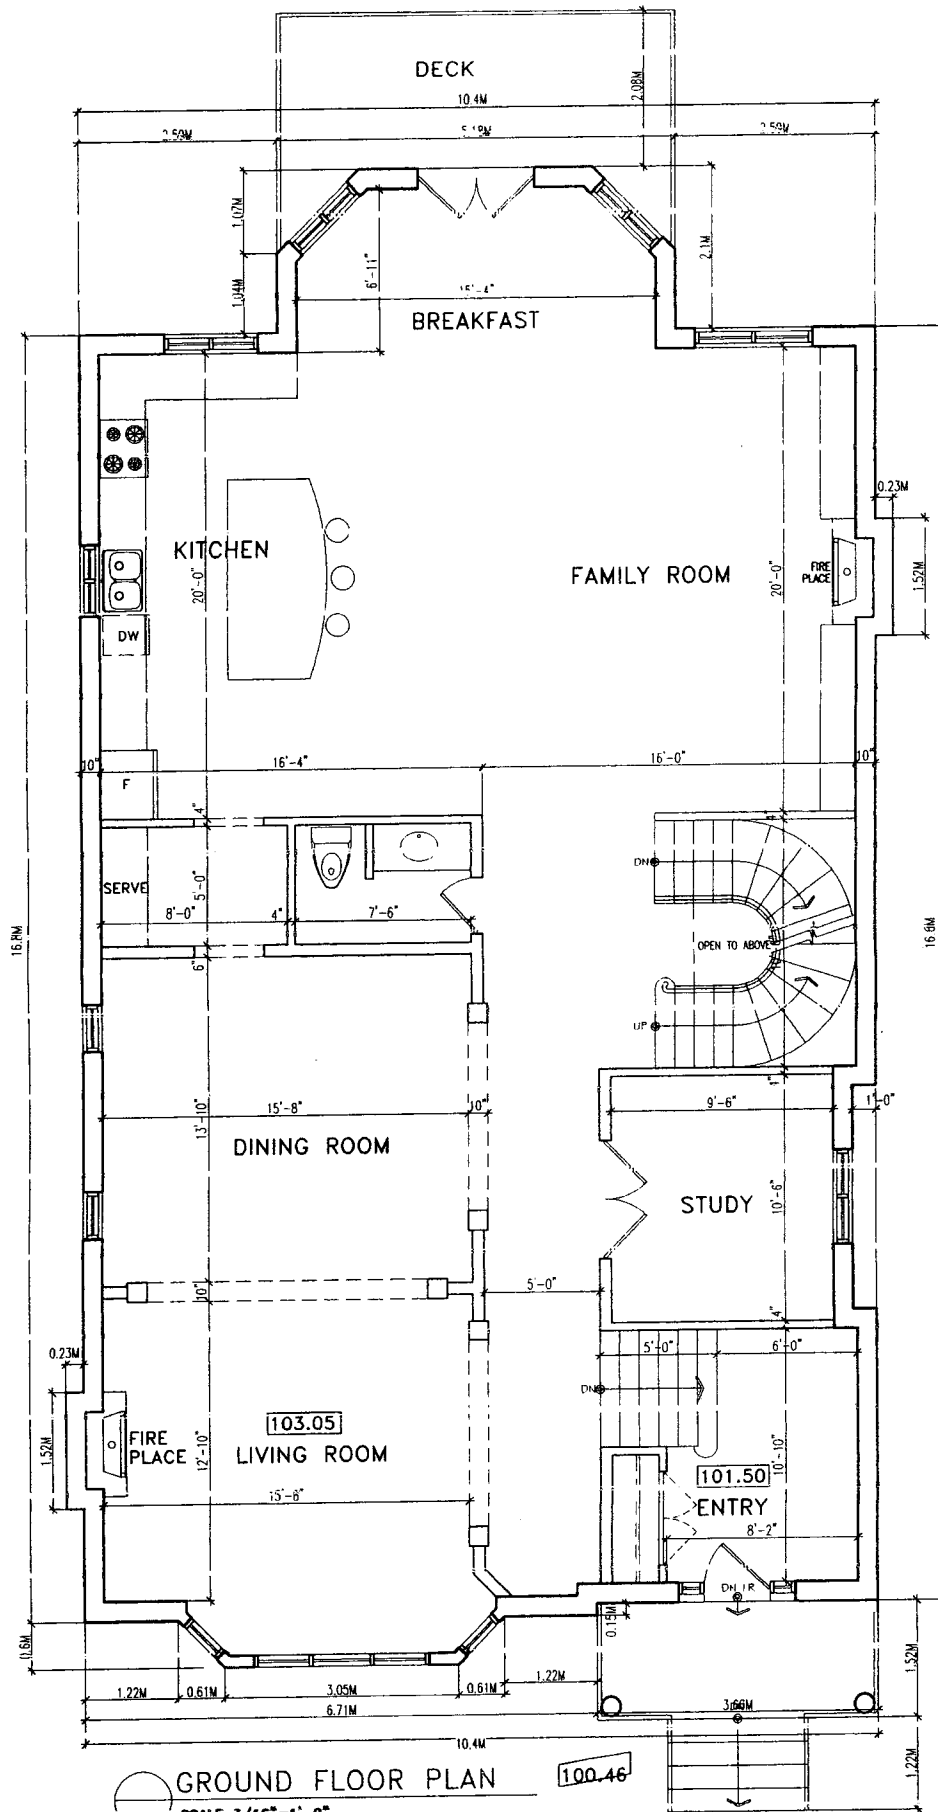 DECK
2.08M
10.4M
2.59M
5.18M
2.59M
1.07M
1.04M
6'-11"
2.1M
15'-4"
BREAKFAST
0.23M
KITCHEN
FAMILY ROOM
FIRE
PLACE
20'-0"
20'-0"
1.52M
DW
10"
16'-4"
16'-0"
10"
F
4"
4"
DN
SERVE
5'-0"
8'-0"
4"
7'-6"
16.8M
16.8M
OPEN TO ABOVE
6"
UP
15'-8"
10"
13'-10"
9'-6"
1'-0"
DINING ROOM
STUDY
10'-6"
10"
5'-0"
4"
5'-0"
6'-0"
0.23M
DN
103.05
FIRE
PLACE
LIVING ROOM
1.52M
12'-10"
101.50
10'-10"
ENTRY
15'-8"
8'-2"
DN 1R
0.15M
0.6M
1.52M
1.22M
0.61M
3.05M
0.61M
1.22M
3.66M
6.71M
10.4M
1.22M
GROUND FLOOR PLAN
100.46